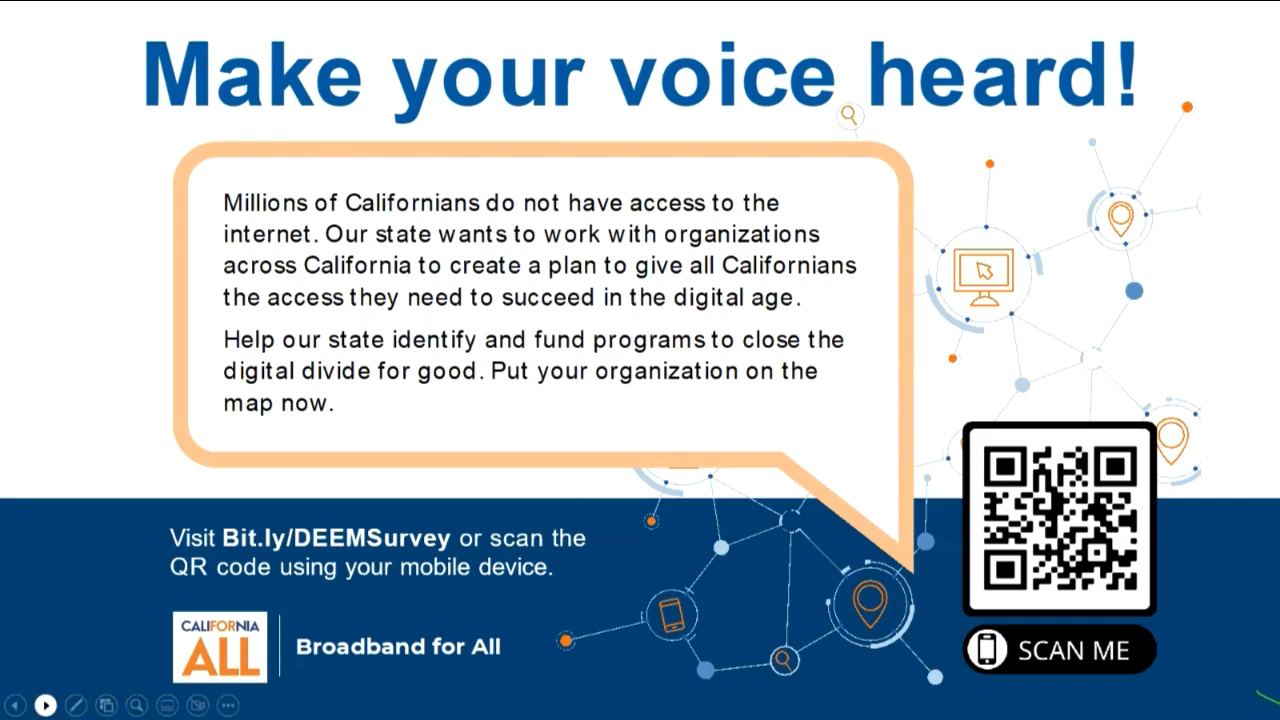 Make your voice heard!
Millions of Californians do not have access to the
internet. Our state wants to work with organizations
across California to create a plan to give all Californians
the access they need to succeed in the digital age.
Help our state identify and fund programs to close the
digital divide for good. Put your organization on the
map now.
Visit Bit.ly/DEEMSurvey or scan the
QR code using your mobile device.
CALIFORNIA
ALL
Broadband for All
SCAN ME